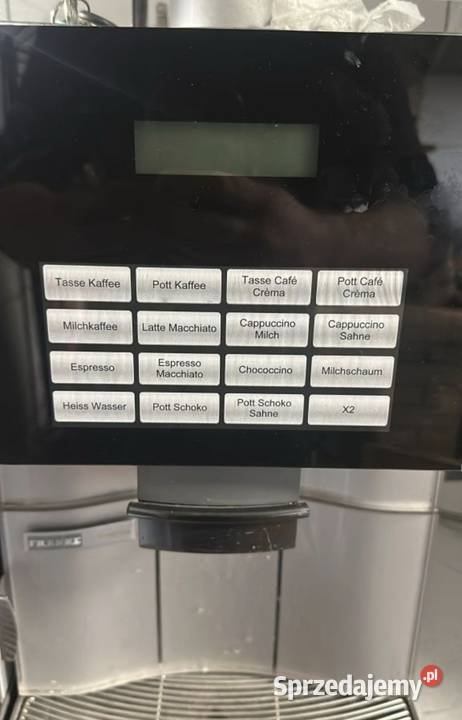 Tasse Kaffee
Pott Kaffee
Tasse Café
Crèma
Pott Café
Crèma
Milchkaffee
Latte Macchiato
Cappuccino
Milch
Cappuccino
Sahne
Espresso
Espresso
Macchiato
Chococcino
Milchschaum
Heiss Wasser
Pott Schoko
Pott Schoko
Sahne
X2
Sprzedajemy.pl